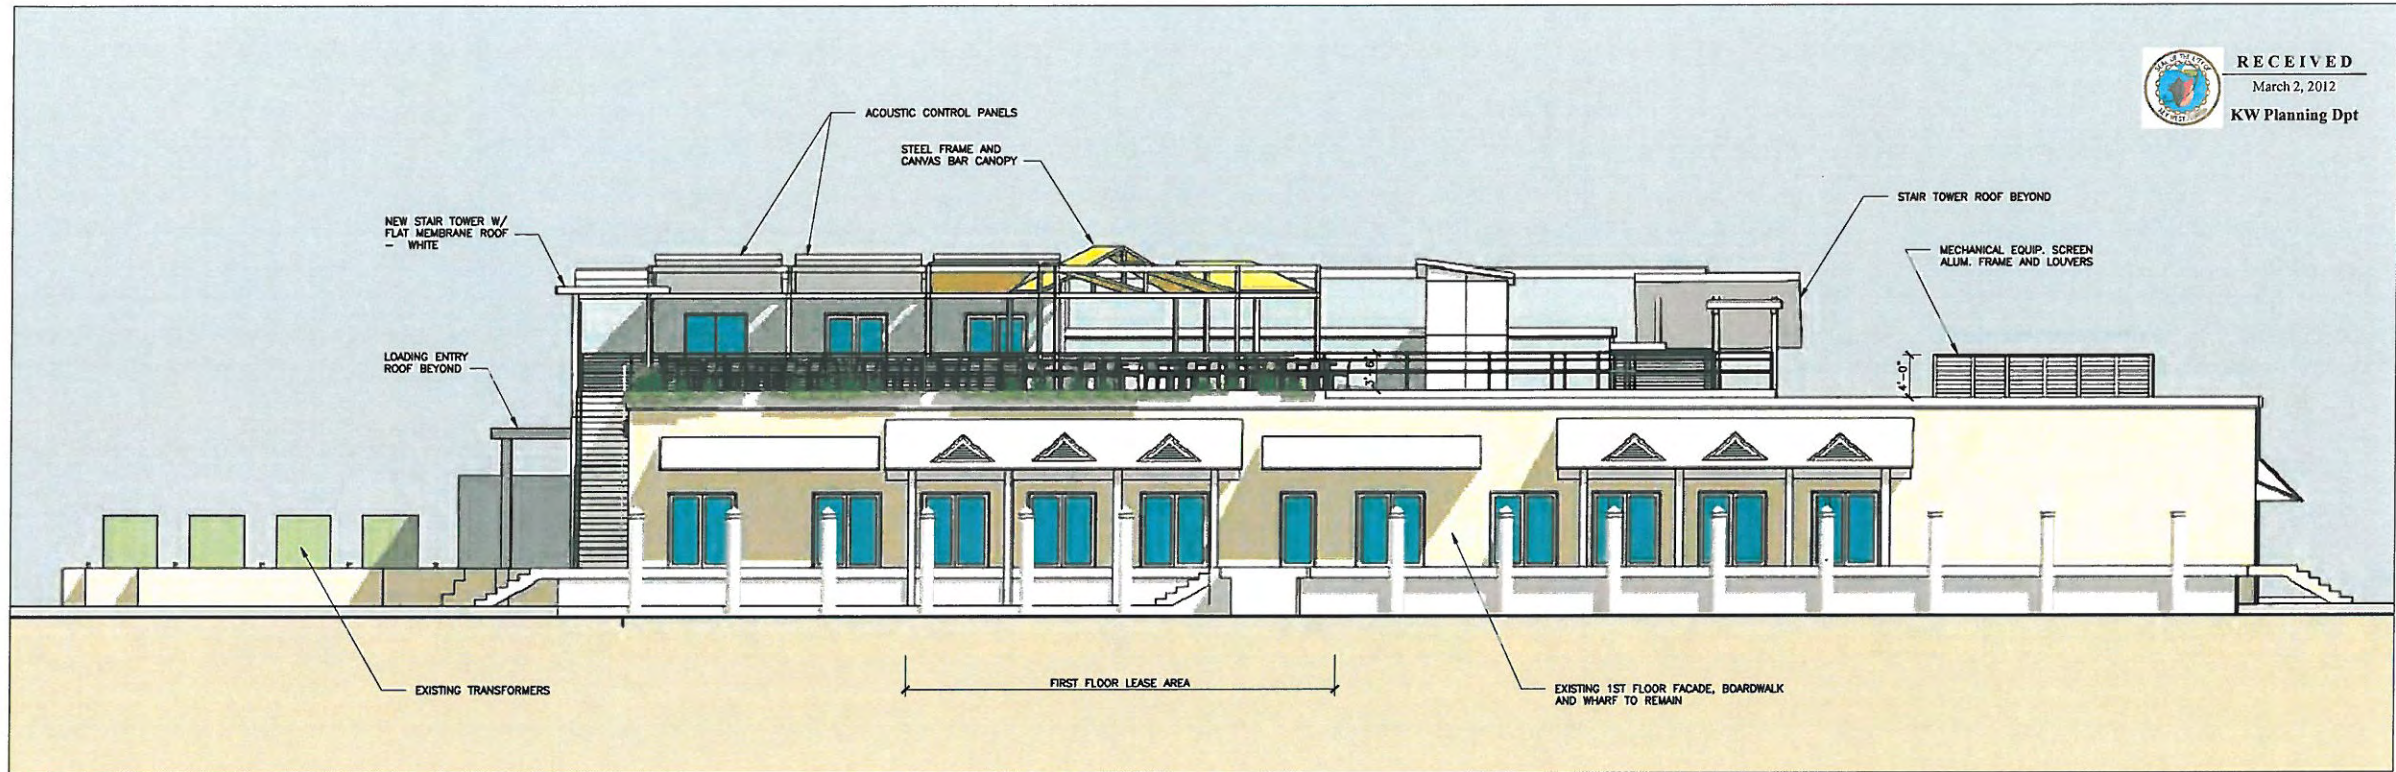 RECEIVED
March 2, 2012
KW Planning Dpt
ACOUSTIC CONTROL PANELS
STEEL FRAME AND
CANVAS BAR CANOPY
STAIR TOWER ROOF BEYOND
NEW STAIR TOWER W/
FLAT MEMBRANE ROOF
- WHITE
MECHANICAL EQUIP. SCREEN
ALUM. FRAME AND LOUVERS
LOADING ENTRY
ROOF BEYOND
3'-6"
4'-0"
EXISTING TRANSFORMERS
FIRST FLOOR LEASE AREA
EXISTING 1ST FLOOR FACADE, BOARDWALK
AND WHARF TO REMAIN